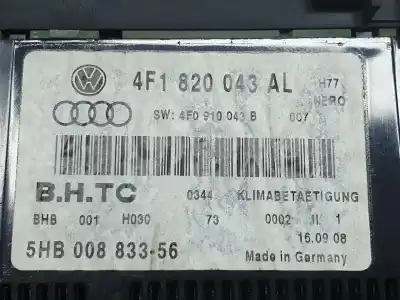 4F1 820 043 AL H77
NERO
SW: 4F0 910 043 B 007
B.H.TC 0344 KLIMABETAETIGUNG
BHB 001 H030 73 0002 II 1
16.09 08
5HB 008 833-56 Made in Germany